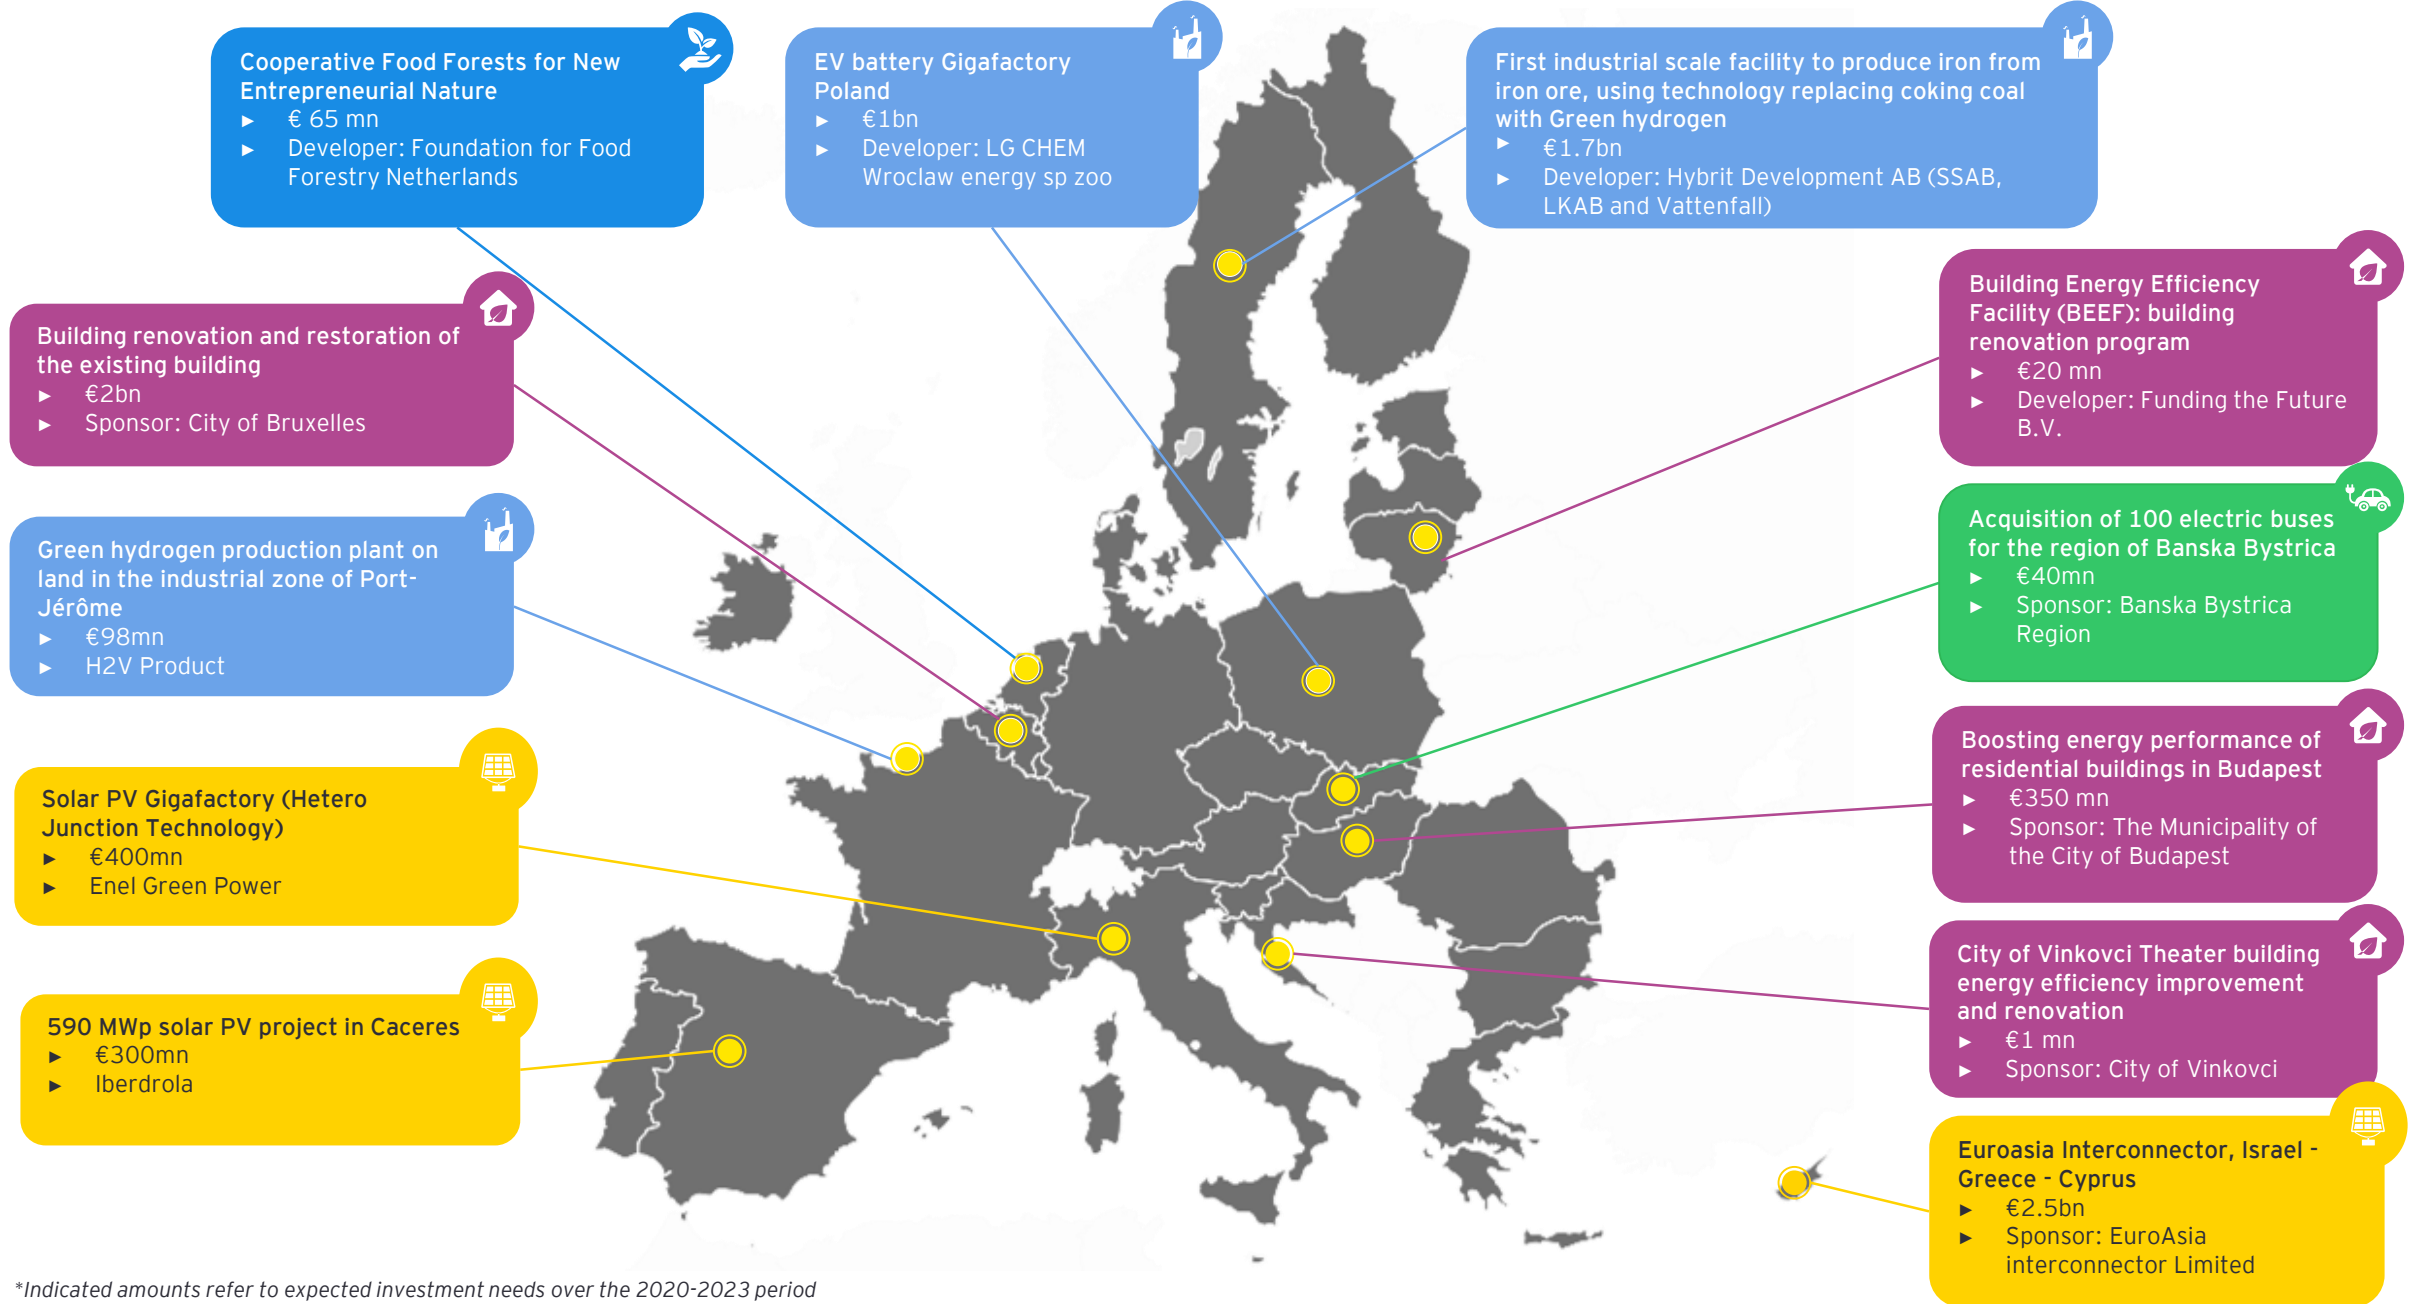 Cooperative Food Forests for New
Entrepreneurial Nature
► € 65 mn
► Developer: Foundation for Food
Forestry Netherlands
EV battery Gigafactory
Poland
► €1bn
► Developer: LG CHEM
Wroclaw energy sp zoo
First industrial scale facility to produce iron from
iron ore, using technology replacing coking coal
with Green hydrogen
► €1.7bn
► Developer: Hybrit Development AB (SSAB,
LKAB and Vattenfall)
Building renovation and restoration of
the existing building
► €2bn
► Sponsor: City of Bruxelles
Green hydrogen production plant on
land in the industrial zone of Port-
Jérôme
► €98mn
► H2V Product
Solar PV Gigafactory (Hetero
Junction Technology)
► €400mn
► Enel Green Power
590 MWp solar PV project in Caceres
► €300mn
► Iberdrola
Building Energy Efficiency
Facility (BEEF): building
renovation program
► €20 mn
► Developer: Funding the Future
B.V.
Acquisition of 100 electric buses
for the region of Banska Bystrica
► €40mn
► Sponsor: Banska Bystrica
Region
Boosting energy performance of
residential buildings in Budapest
► €350 mn
► Sponsor: The Municipality of
the City of Budapest
City of Vinkovci Theater building
energy efficiency improvement
and renovation
► €1 mn
► Sponsor: City of Vinkovci
Euroasia Interconnector, Israel -
Greece - Cyprus
► €2.5bn
► Sponsor: EuroAsia
interconnector Limited
*Indicated amounts refer to expected investment needs over the 2020-2023 period